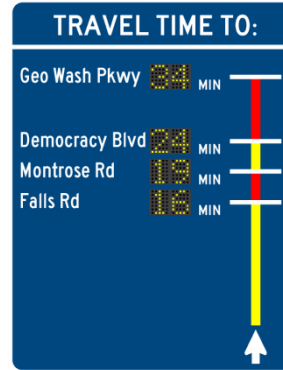 TRAVEL TIME TO:
Geo Wash Pkwy 34 MIN
Democracy Blvd 24 MIN
Montrose Rd 19 MIN
Falls Rd 16 MIN